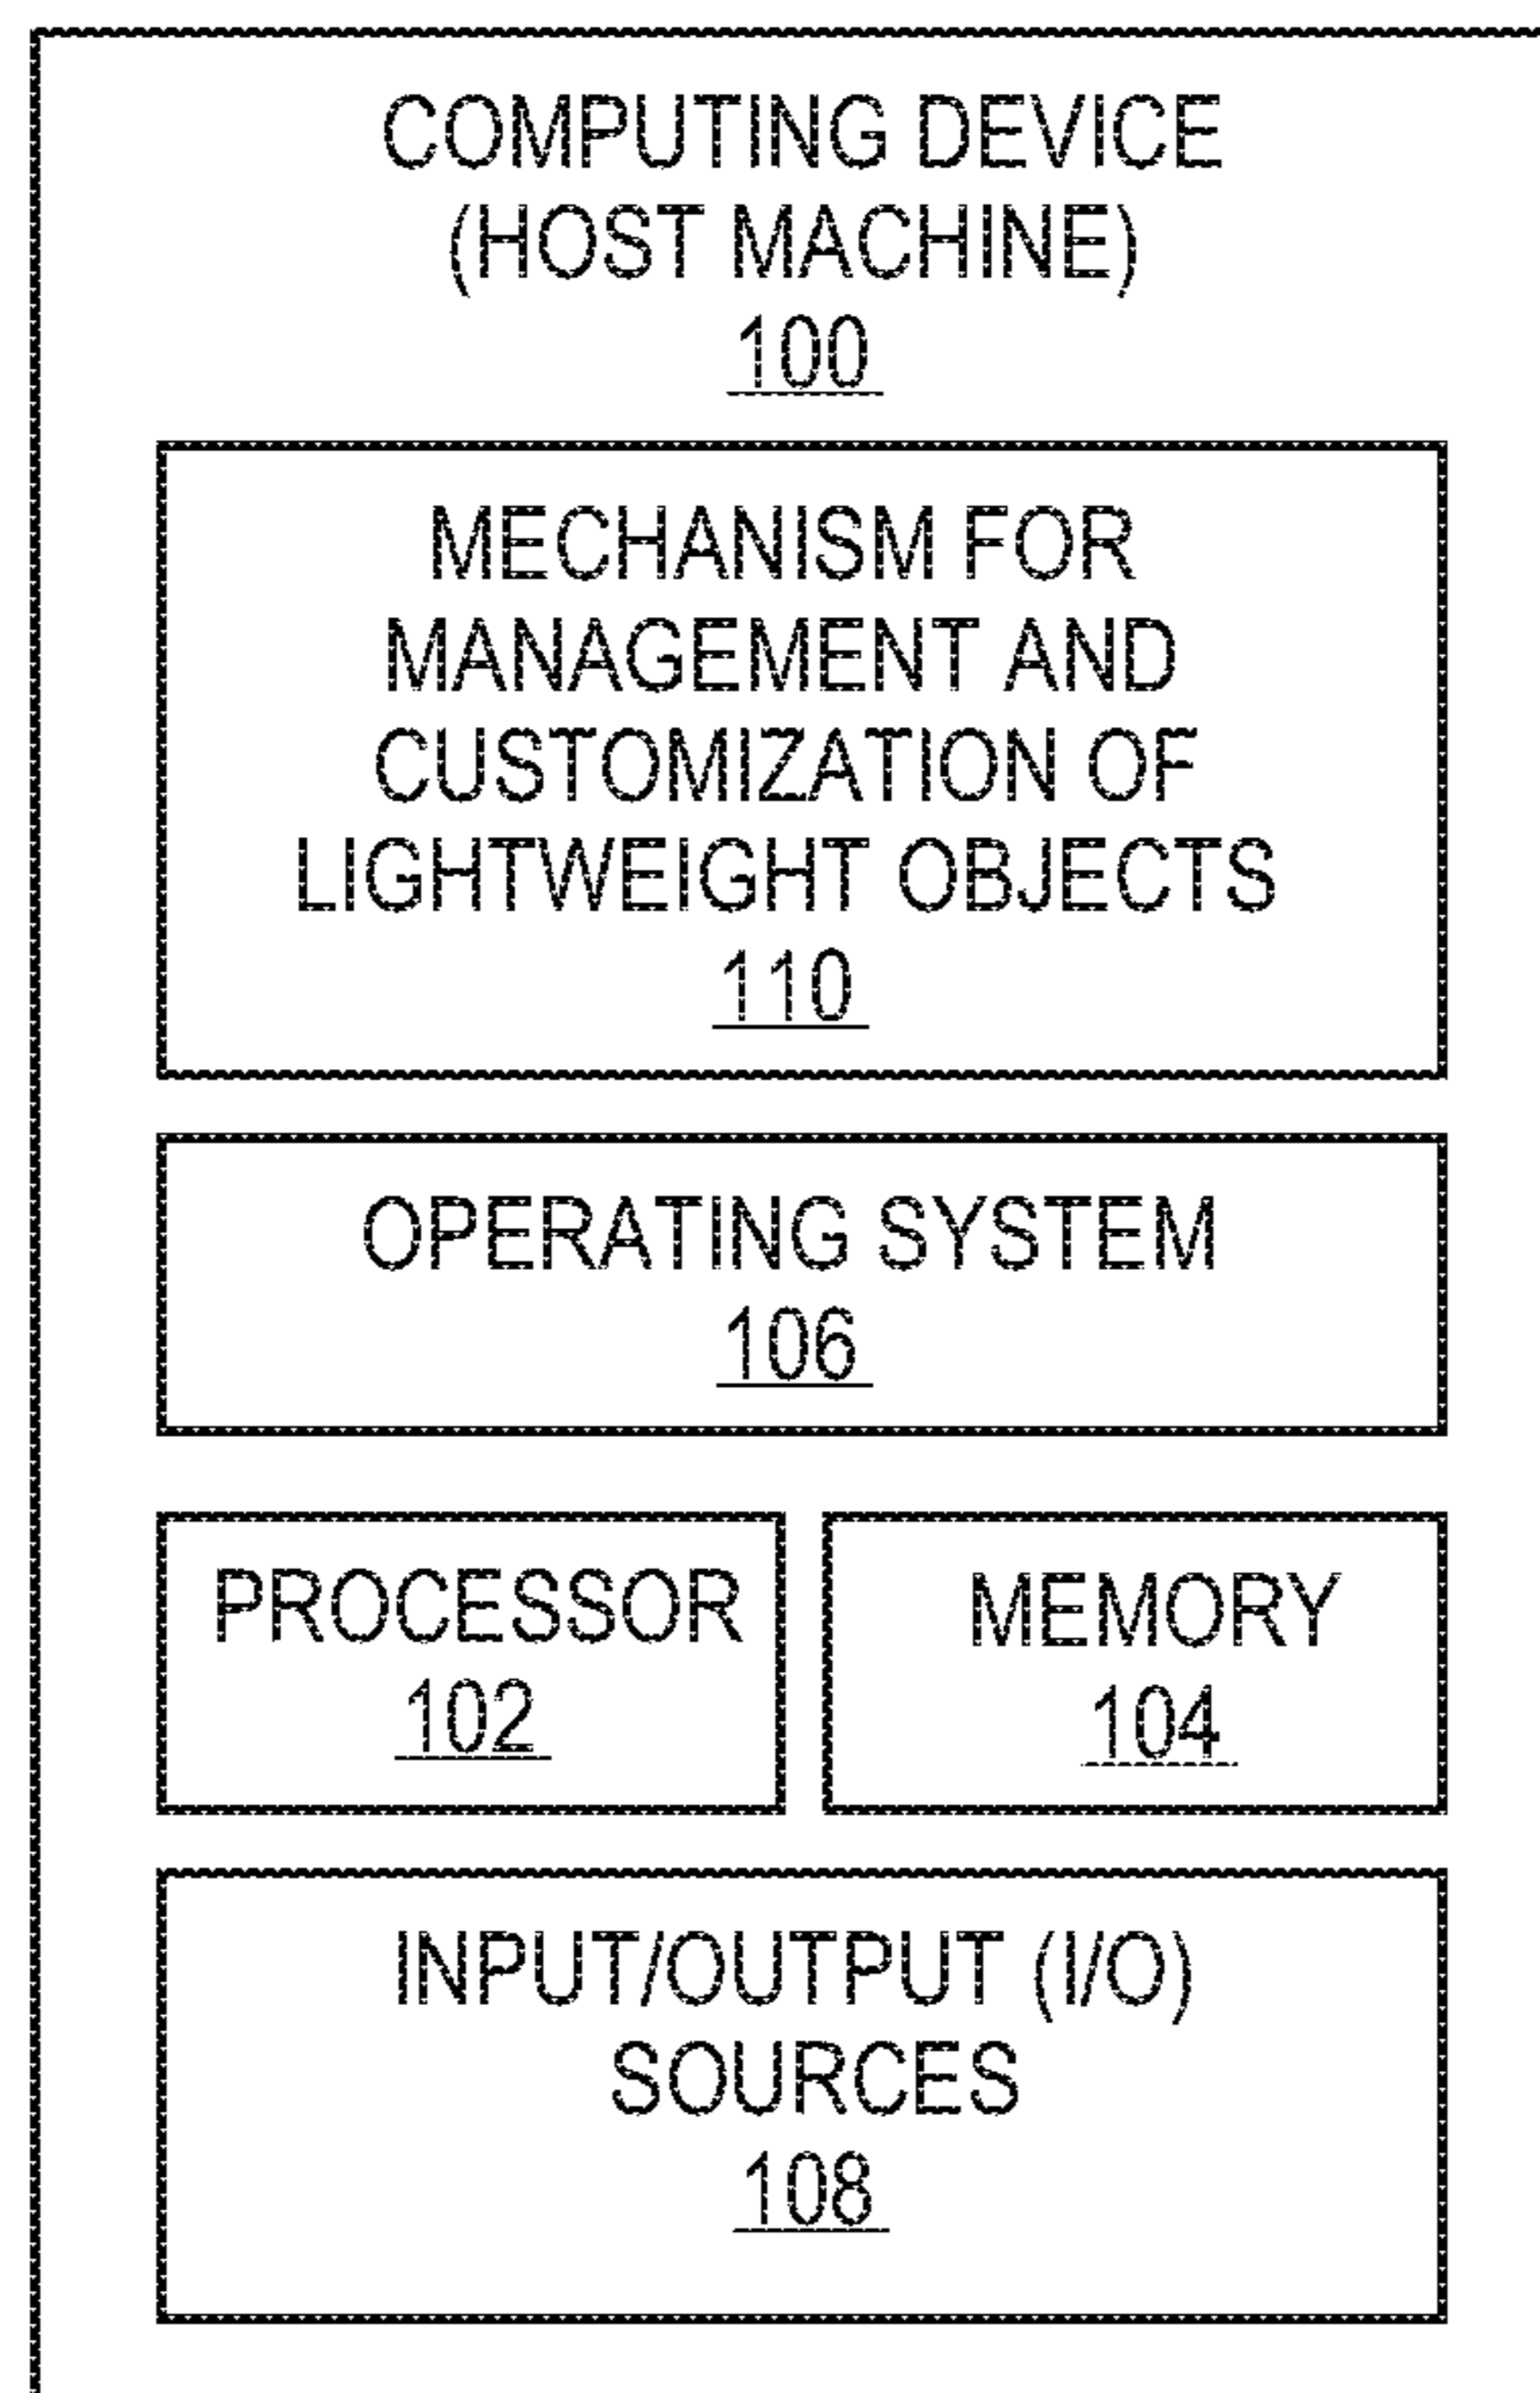 COMPUTING DEVICE
(HOST MACHINE)
100
MECHANISM FOR
MANAGEMENT AND
CUSTOMIZATION OF
LIGHTWEIGHT OBJECTS
110
OPERATING SYSTEM
106
PROCESSOR
102
MEMORY
104
INPUT/OUTPUT (I/O)
SOURCES
108